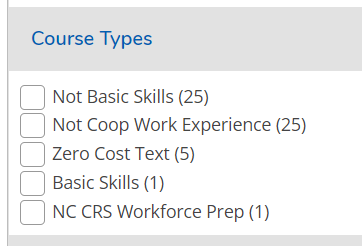 Course Types
Not Basic Skills (25)
Not Coop Work Experience (25)
Zero Cost Text (5)
Basic Skills (1)
NC CRS Workforce Prep (1)